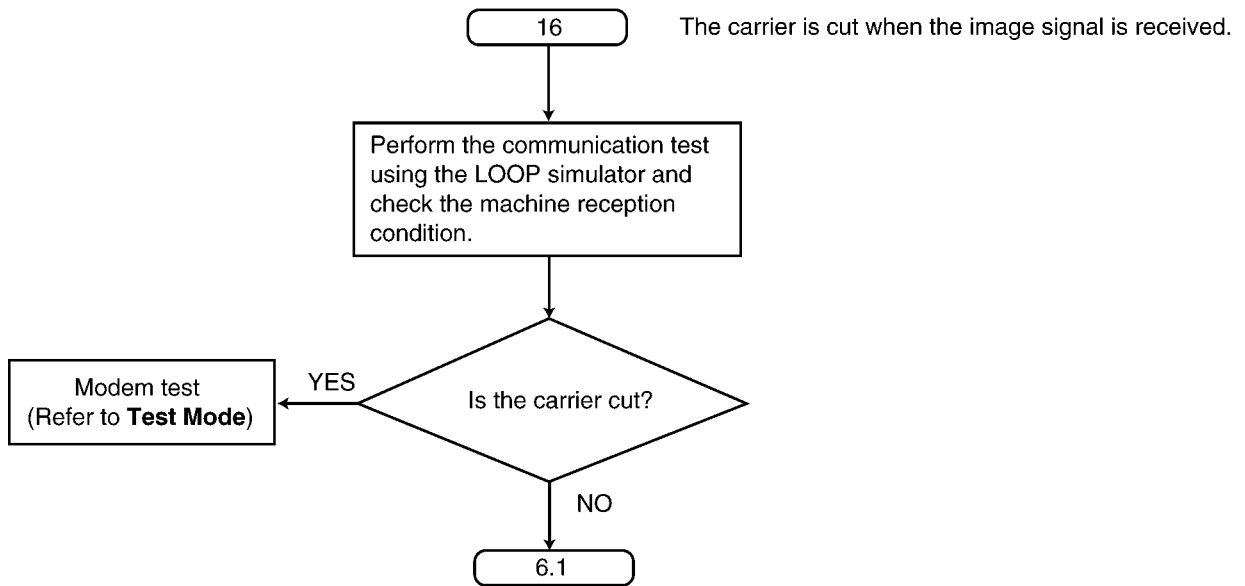 16
The carrier is cut when the image signal is received.
Perform the communication test
using the LOOP simulator and
check the machine reception
condition.
Is the carrier cut?
YES
Modem test
(Refer to Test Mode)
NO
6.1